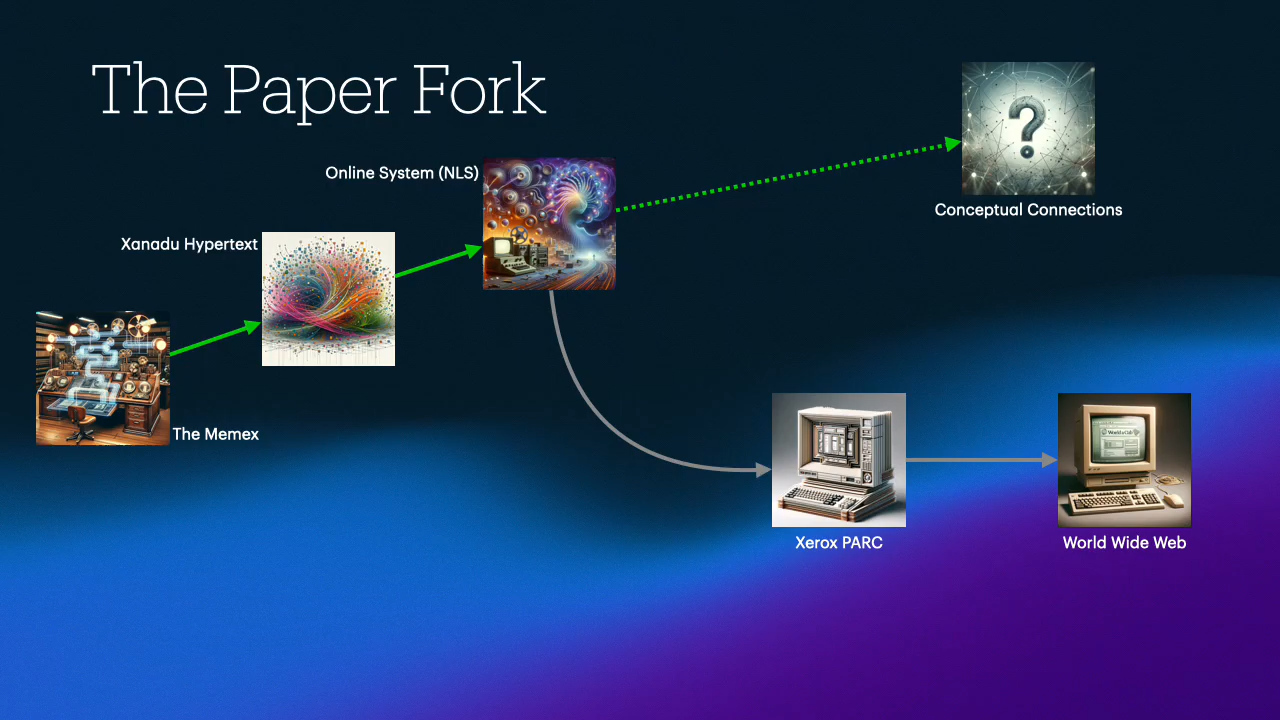 The Paper Fork
Online System (NLS)
Conceptual Connections
Xanadu Hypertext
The Memex
Xerox PARC
World Wide Web